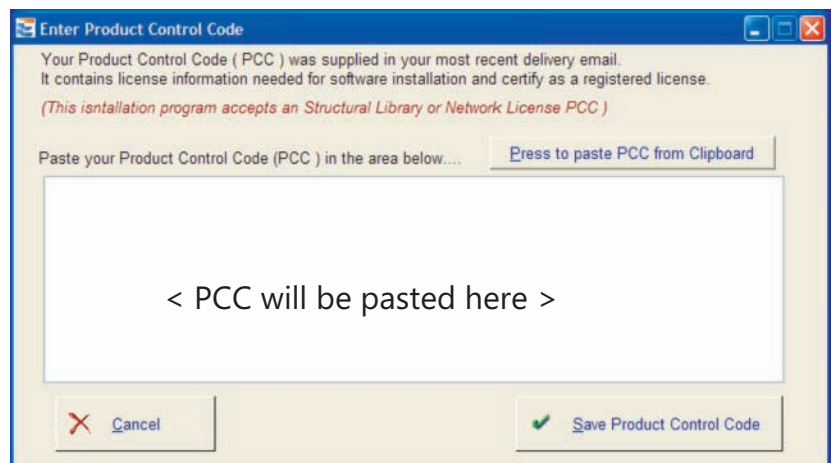 Enter Product Control Code
Your Product Control Code ( PCC ) was supplied in your most recent delivery email.
It contains license information needed for software installation and certify as a registered license.
(This isntallation program accepts an Structural Library or Network License PCC )
Paste your Product Control Code (PCC ) in the area below....
Press to paste PCC from Clipboard
< PCC will be pasted here >
Cancel
Save Product Control Code